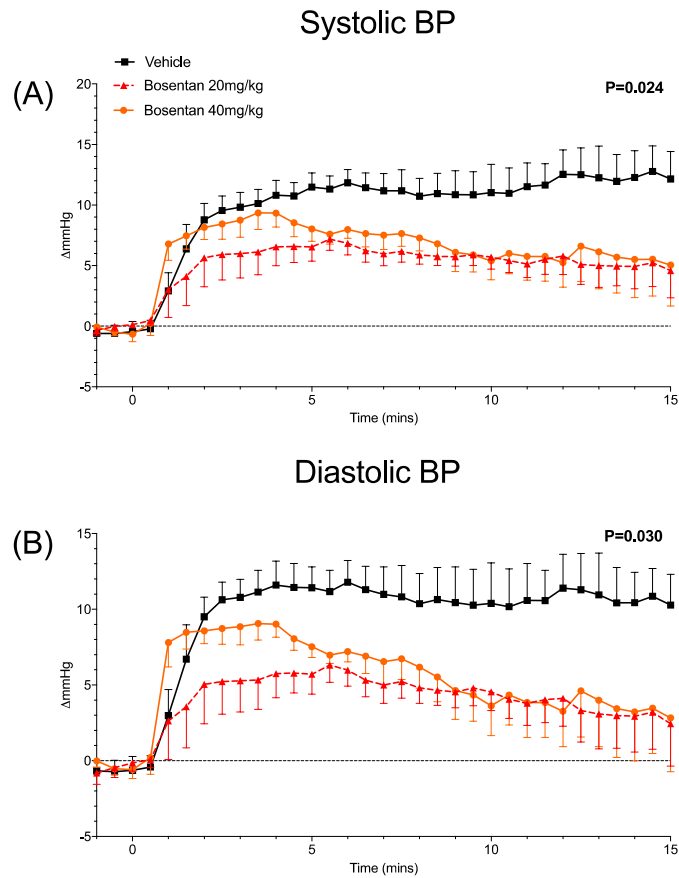 Systolic BP
(A)
Vehicle
Bosentan 20mg/kg
Bosentan 40mg/kg
P=0.024
20
15
10
5
0
-5
ΔmmHg
0 5 10 15
Time (mins)
Diastolic BP
(B)
P=0.030
15
10
5
0
-5
ΔmmHg
0 5 10 15
Time (mins)